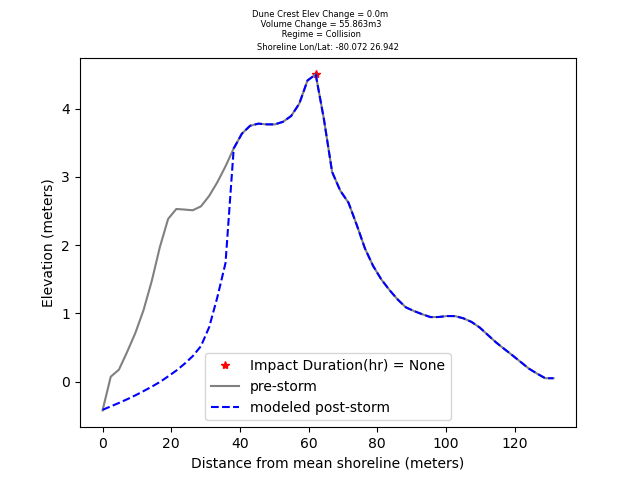 Dune Crest Elev Change = 0.0m
Volume Change = 55.863m3
Regime = Collision
Shoreline Lon/Lat: -80.072 26.942
Elevation (meters)
4
3
2
1
0
Impact Duration(hr) = None
pre-storm
modeled post-storm
0 20 40 60 80 100 120
Distance from mean shoreline (meters)